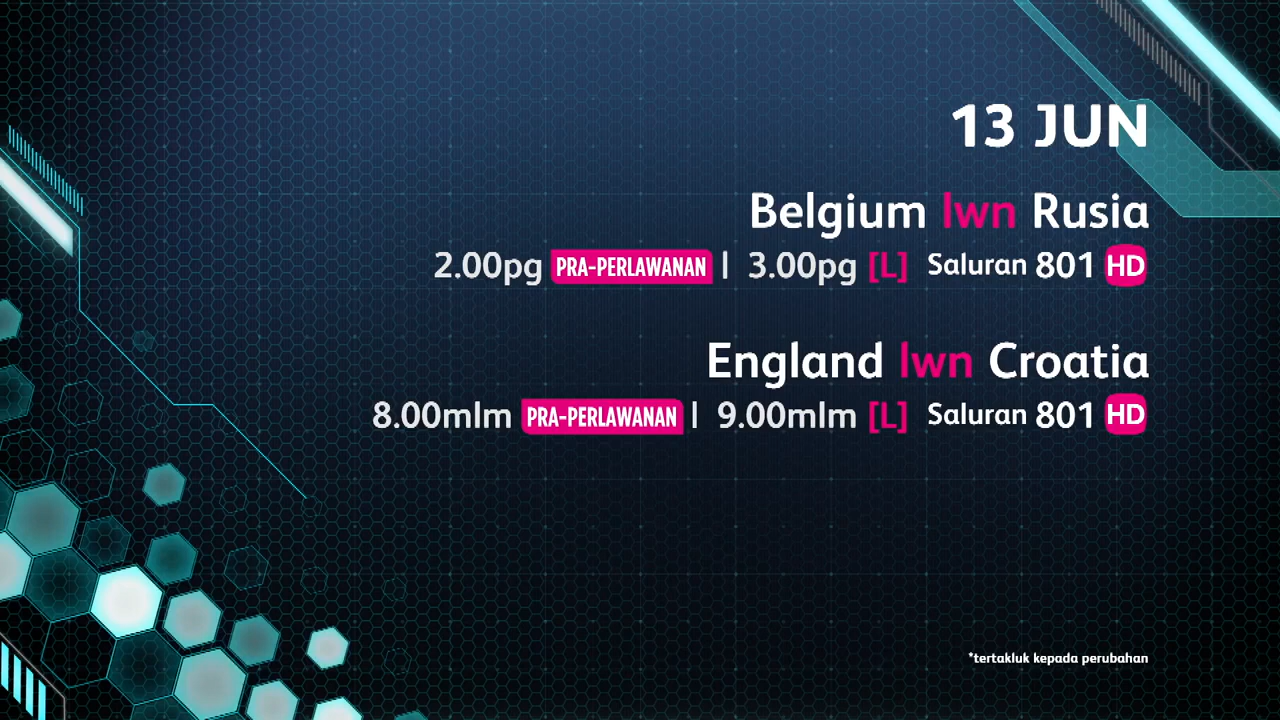 13 JUN
Belgium lwn Rusia
2.00pg PRA-PERLAWANAN | 3.00pg [L] Saluran 801 HD
England lwn Croatia
8.00mlm PRA-PERLAWANAN | 9.00mlm [L] Saluran 801 HD
*tertakluk kepada perubahan